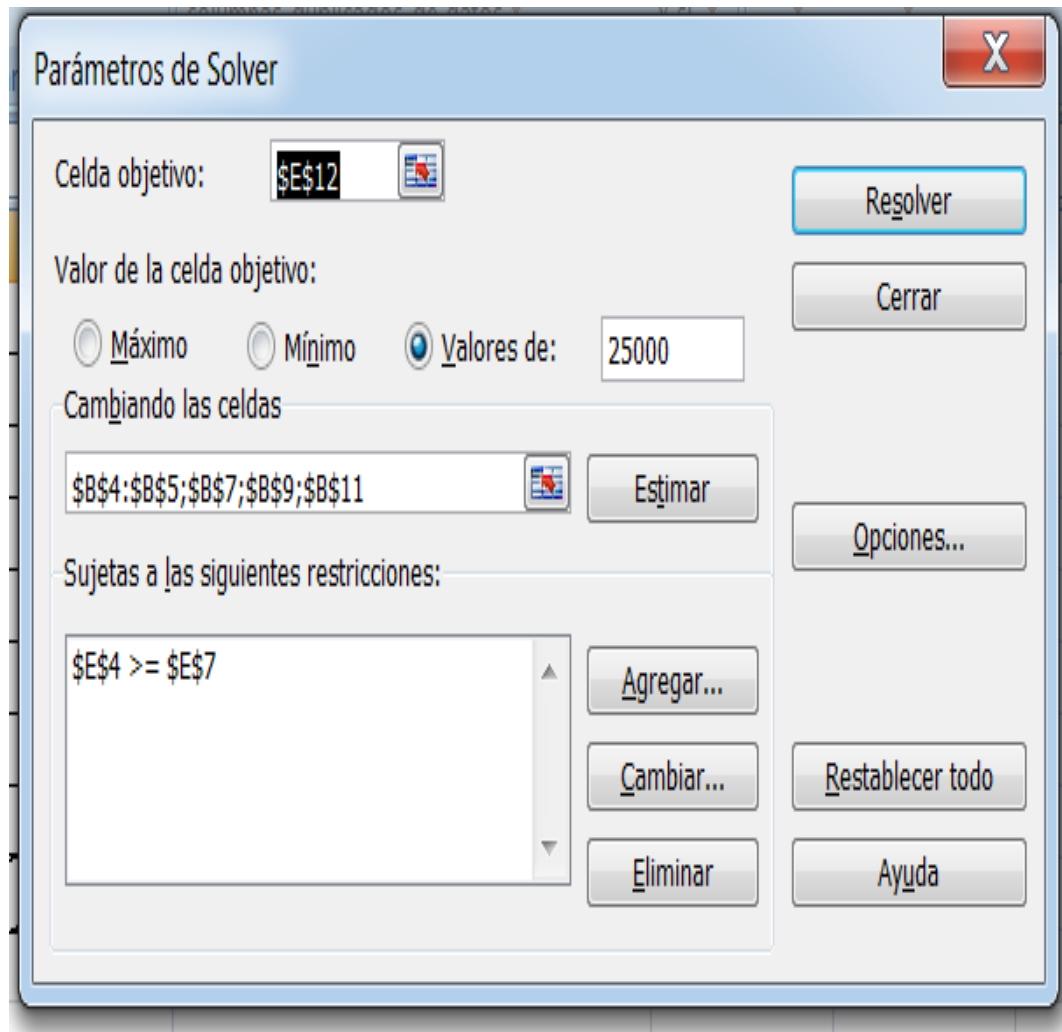 Parámetros de Solver
X
Celda objetivo:
$E$12
Resolver
Valor de la celda objetivo:
Cerrar
Máximo
Mínimo
Valores de:
25000
Cambiando las celdas
$B$4:$B$5;$B$7;$B$9;$B$11
Estimar
Opciones...
Sujetas a las siguientes restricciones:
$E$4 >= $E$7
Agregar...
Cambiar...
Restablecer todo
Eliminar
Ayuda